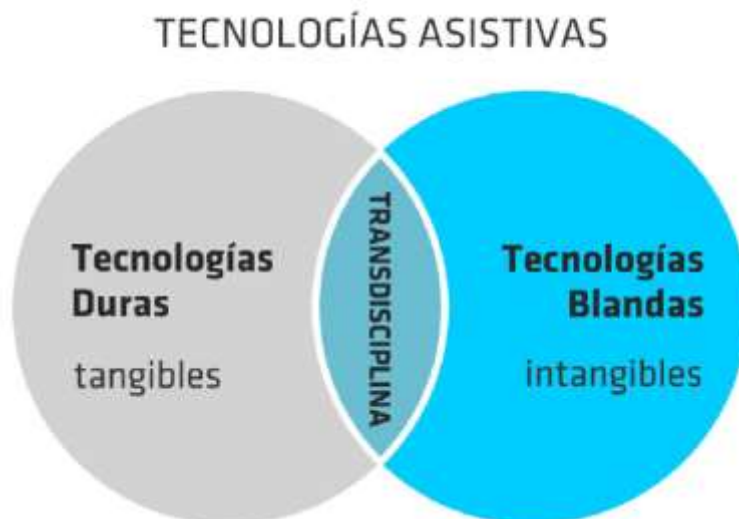 TECNOLOGÍAS ASISTIVAS
Tecnologías
Duras
tangibles
TRANSDISCIPLINA
Tecnologías
Blandas
intangibles